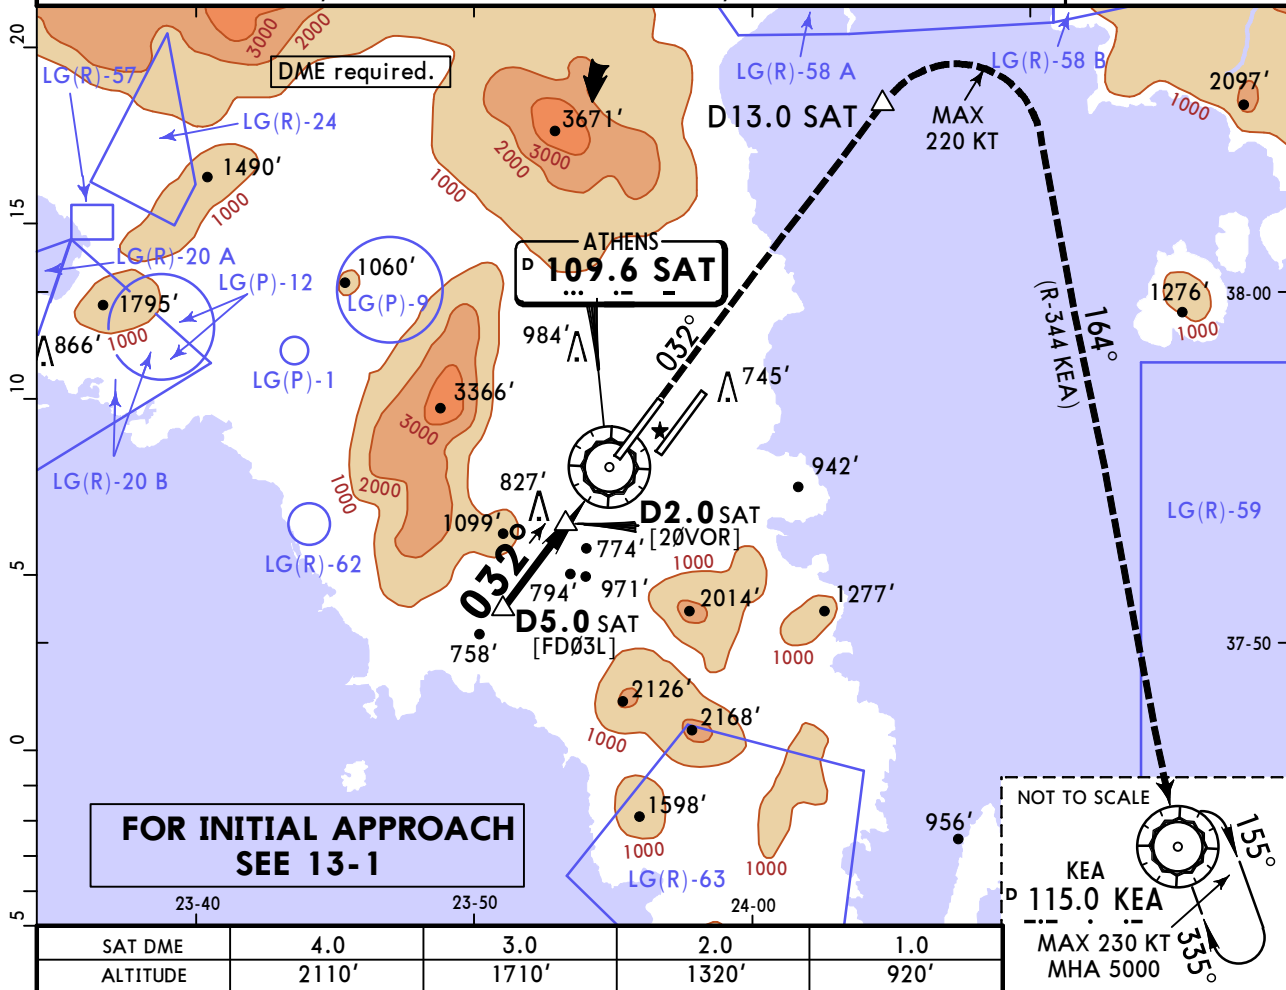 20
3000
2000
LG(R)-57
DME required.
LG(R)-58 A
LG(R)-58 B
2097'
1000
LG(R)-24
3671'
3000
2000
1000
D13.0 SAT
MAX
220 KT
1490'
1000
15
LG(R)-20 A
LG(P)-12
1060'
LG(P)-9
ATHENS
D 109.6 SAT
1795'
1000
866'
LG(P)-1
984'
032°
(R-344 KEA)
164°
1276'
1000
38-00
10
3366'
3000
2000
1000
745'
LG(R)-20 B
827'
942'
LG(R)-59
1099'
D2.0 SAT
[20VOR]
LG(R)-62
032°
774'
794'
971'
1000
5
2014'
1277'
1000
D5.0 SAT
[FD03L]
758'
37-50
2126'
2168'
1000
0
NOT TO SCALE
1598'
1000
1000
956'
155°
FOR INITIAL APPROACH
SEE 13-1
LG(R)-63
KEA
D 115.0 KEA
MAX 230 KT
MHA 5000
335°
5
23-40
23-50
24-00
SAT DME 4.0 3.0 2.0 1.0
ALTITUDE 2110' 1710' 1320' 920'